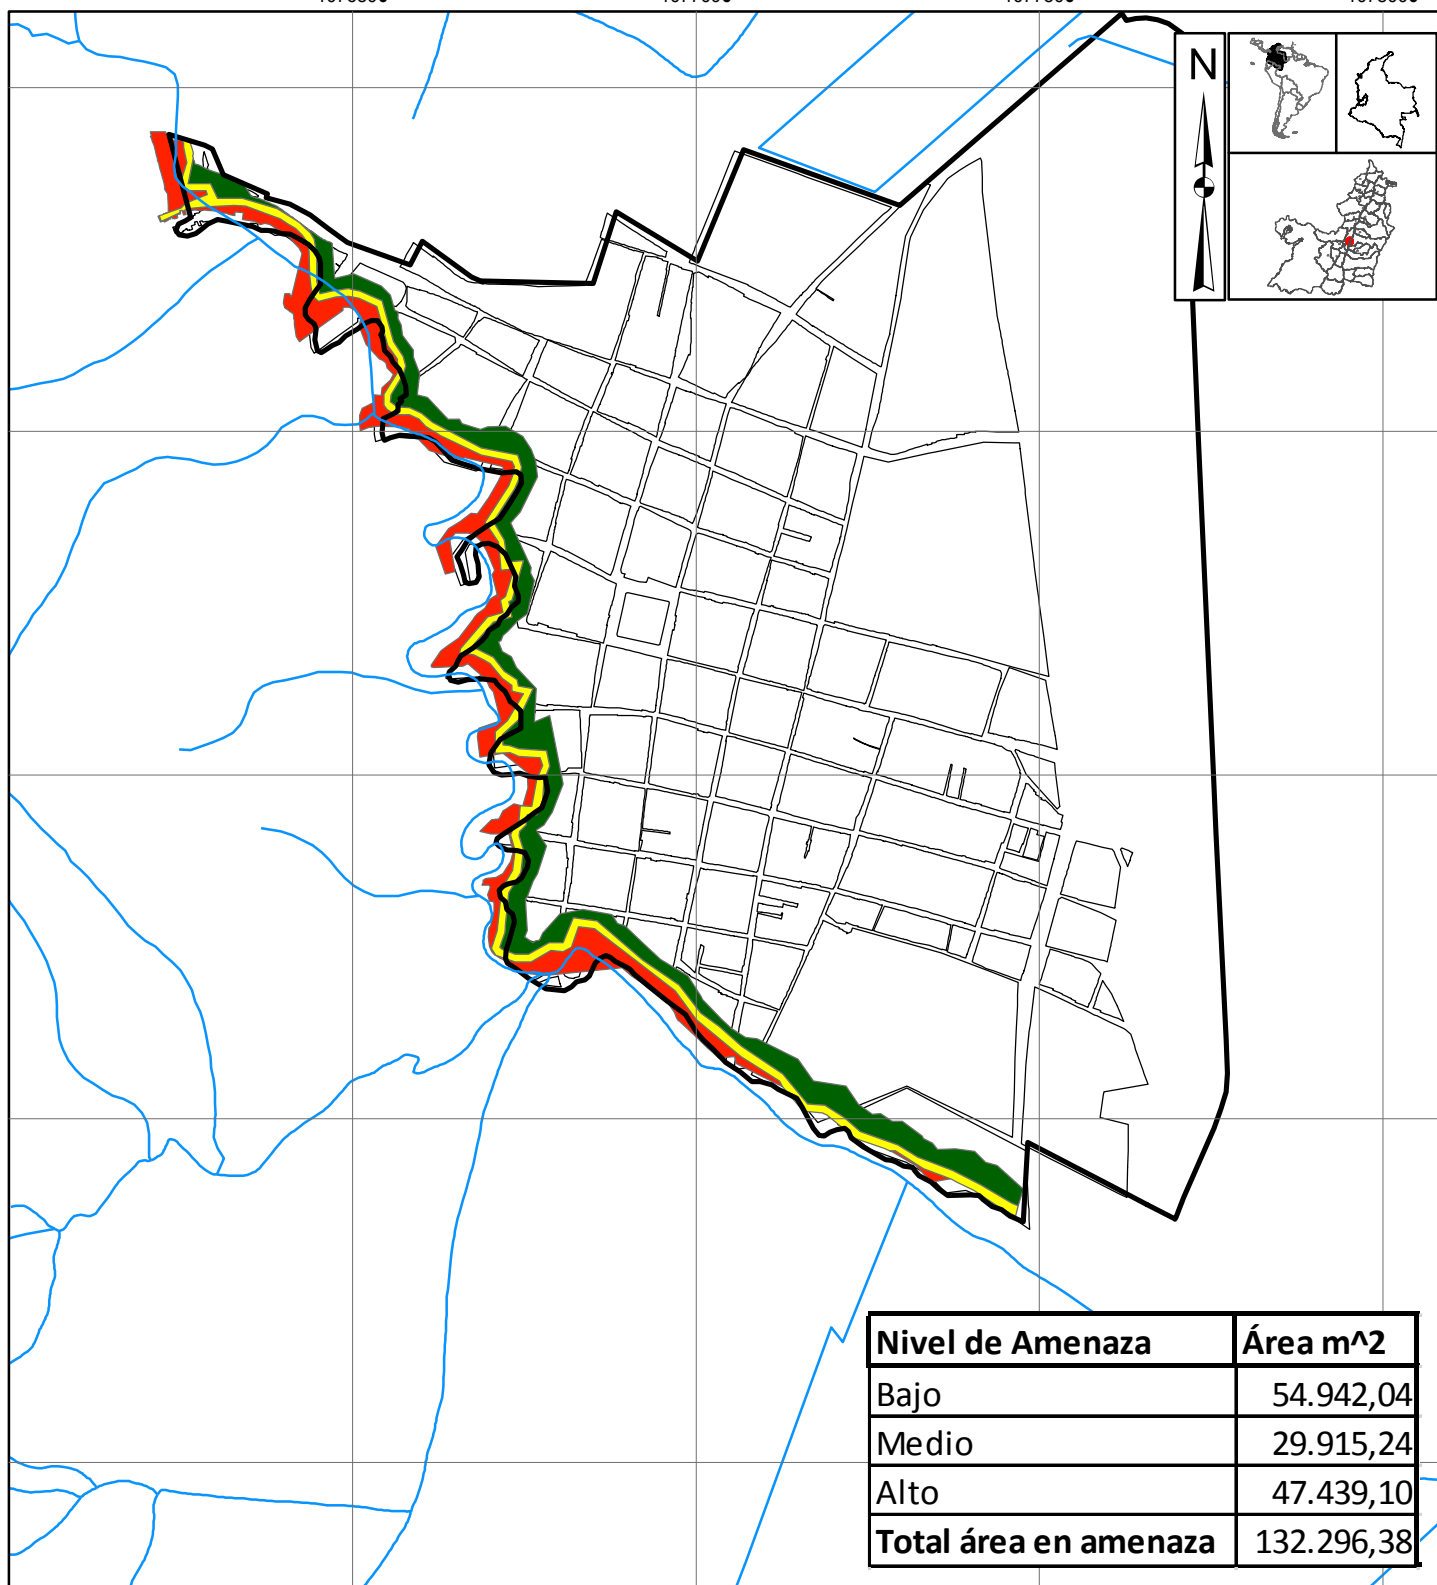 N
Nivel de Amenaza Área m^2
Bajo 54.942,04
Medio 29.915,24
Alto 47.439,10
Total área en amenaza 132.296,38